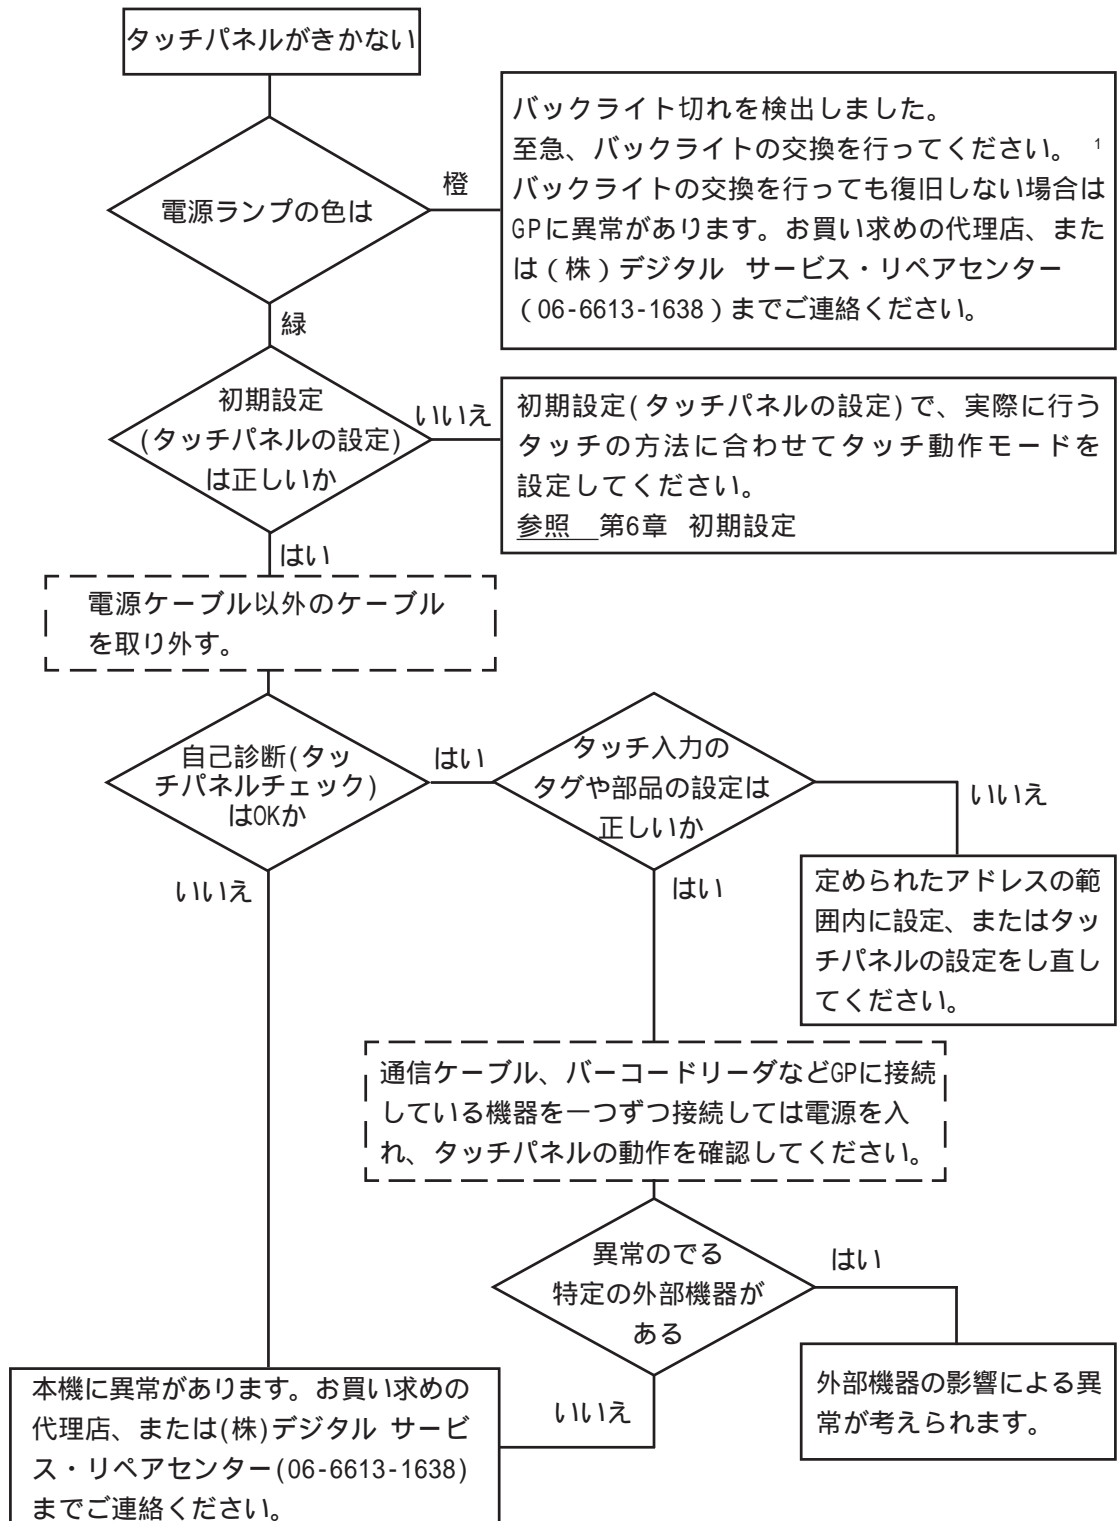 タッチパネルがきかない
電源ランプの色は
橙
バックライト切れを検出しました。
至急、バックライトの交換を行ってください。 1
バックライトの交換を行っても復旧しない場合は
GPに異常があります。お買い求めの代理店、また
は(株)デジタル サービス・リペアセンター
(06-6613-1638)までご連絡ください。
緑
初期設定
(タッチパネルの設定)
は正しいか
いいえ
初期設定(タッチパネルの設定)で、実際に行う
タッチの方法に合わせてタッチ動作モードを
設定してください。
参照 第6章 初期設定
はい
電源ケーブル以外のケーブル
を取り外す。
自己診断(タッ
チパネルチェック)
はOKか
はい
タッチ入力の
タグや部品の設定は
正しいか
いいえ
定められたアドレスの範
囲内に設定、またはタッ
チパネルの設定をし直し
てください。
いいえ
はい
通信ケーブル、バーコードリーダなどGPに接続
している機器を一つずつ接続しては電源を入
れ、タッチパネルの動作を確認してください。
異常のでる
特定の外部機器が
ある
はい
外部機器の影響による異
常が考えられます。
いいえ
本機に異常があります。お買い求めの
代理店、または(株)デジタル サービ
ス・リペアセンター(06-6613-1638)
までご連絡ください。